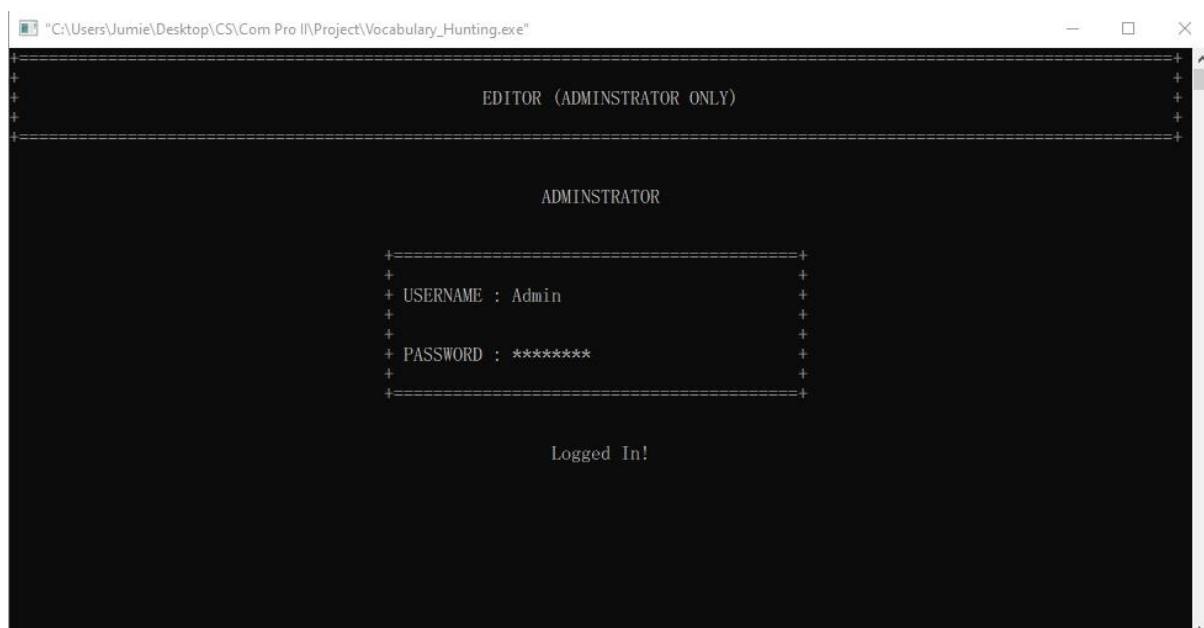 "C:\Users\Jumie\Desktop\CS\Com Pro II\Project\Vocabulary_Hunting.exe"
EDITOR (ADMINSTRATOR ONLY)
ADMINSTRATOR
USERNAME : Admin
PASSWORD : ********
Logged In!